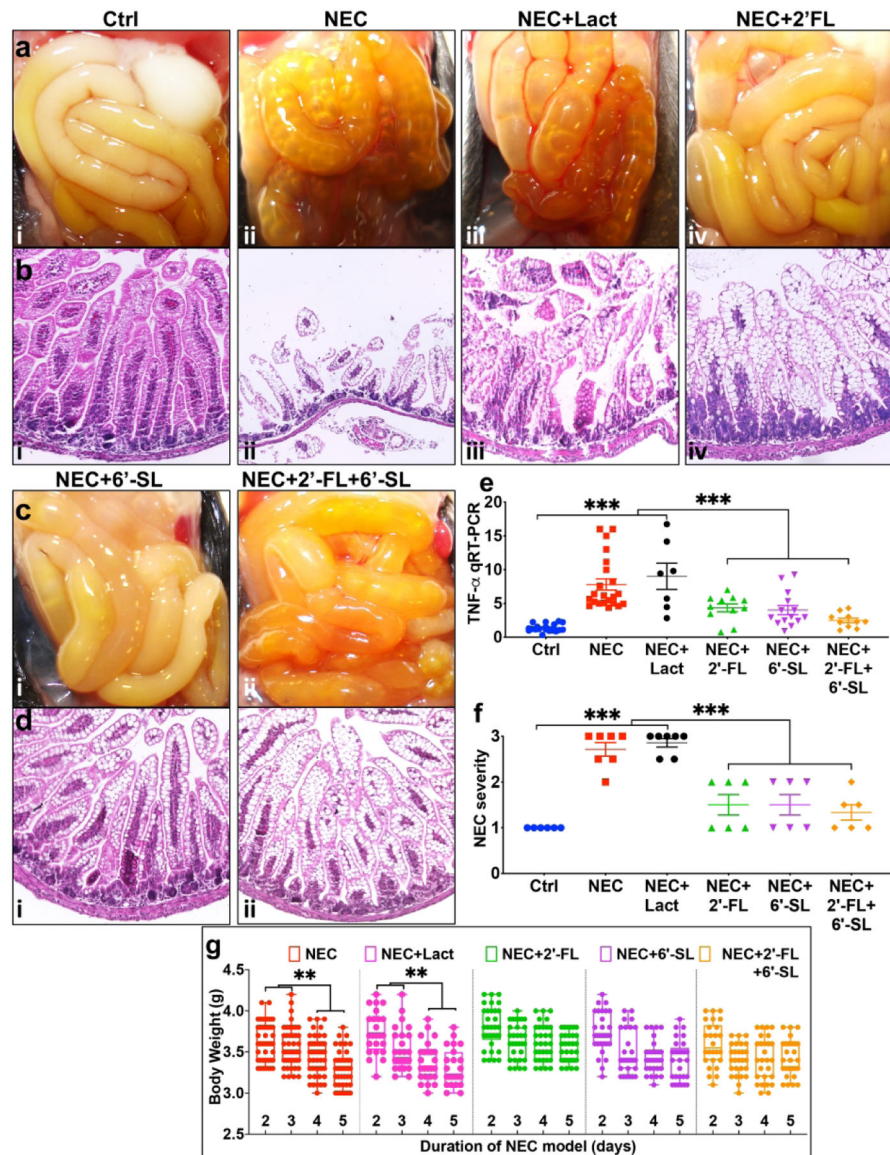 Ctrl NEC NEC+Lact NEC+2'FL
a
i ii iii iv
b
i ii iii iv
NEC+6'-SL NEC+2'-FL+6'-SL
c
i ii
d
i ii
e
***
***
TNF-α qRT-PCR
20
15
10
5
0
Ctrl NEC NEC+ NEC+ NEC+ NEC+
Lact 2'-FL 6'-SL 2'-FL+
6'-SL
f
***
***
NEC severity
3
2
1
0
Ctrl NEC NEC+ NEC+ NEC+ NEC+
Lact 2'-FL 6'-SL 2'-FL+
6'-SL
g
NEC NEC+Lact NEC+2'-FL NEC+6'-SL NEC+2'-FL
+6'-SL
** **
Body Weight (g)
4.5
4.0
3.5
3.0
2.5
2 3 4 5 2 3 4 5 2 3 4 5 2 3 4 5 2 3 4 5
Duration of NEC model (days)